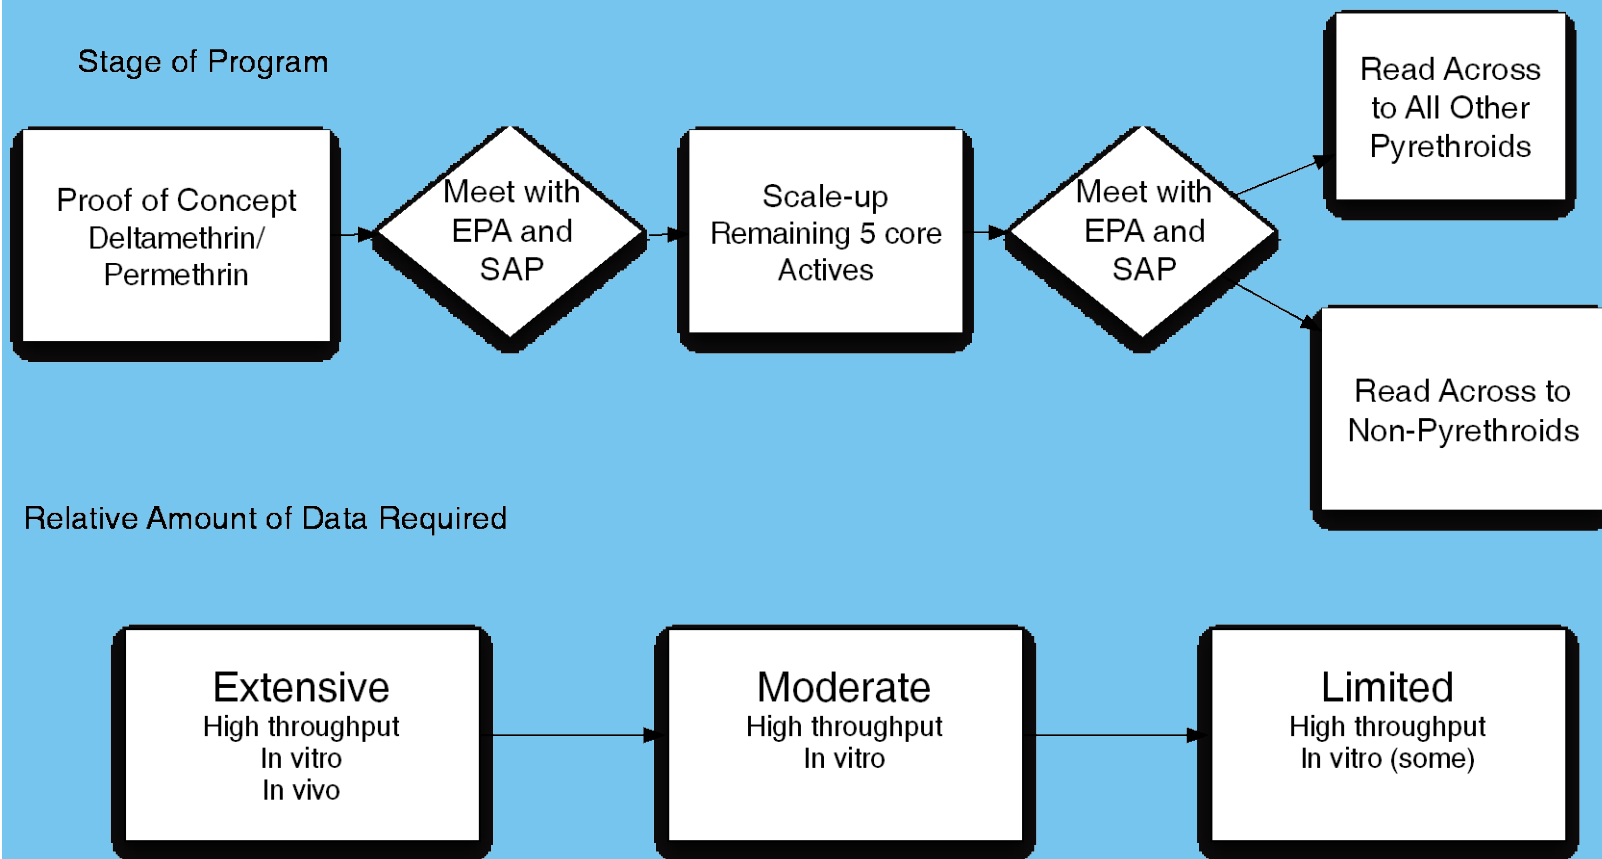 Stage of Program
Proof of Concept
Deltamethrin/
Permethrin
Meet with
EPA and
SAP
Scale-up
Remaining 5 core
Actives
Meet with
EPA and
SAP
Read Across
to All Other
Pyrethroids
Read Across to
Non-Pyrethroids
Relative Amount of Data Required
Extensive
High throughput
In vitro
In vivo
Moderate
High throughput
In vitro
Limited
High throughput
In vitro (some)